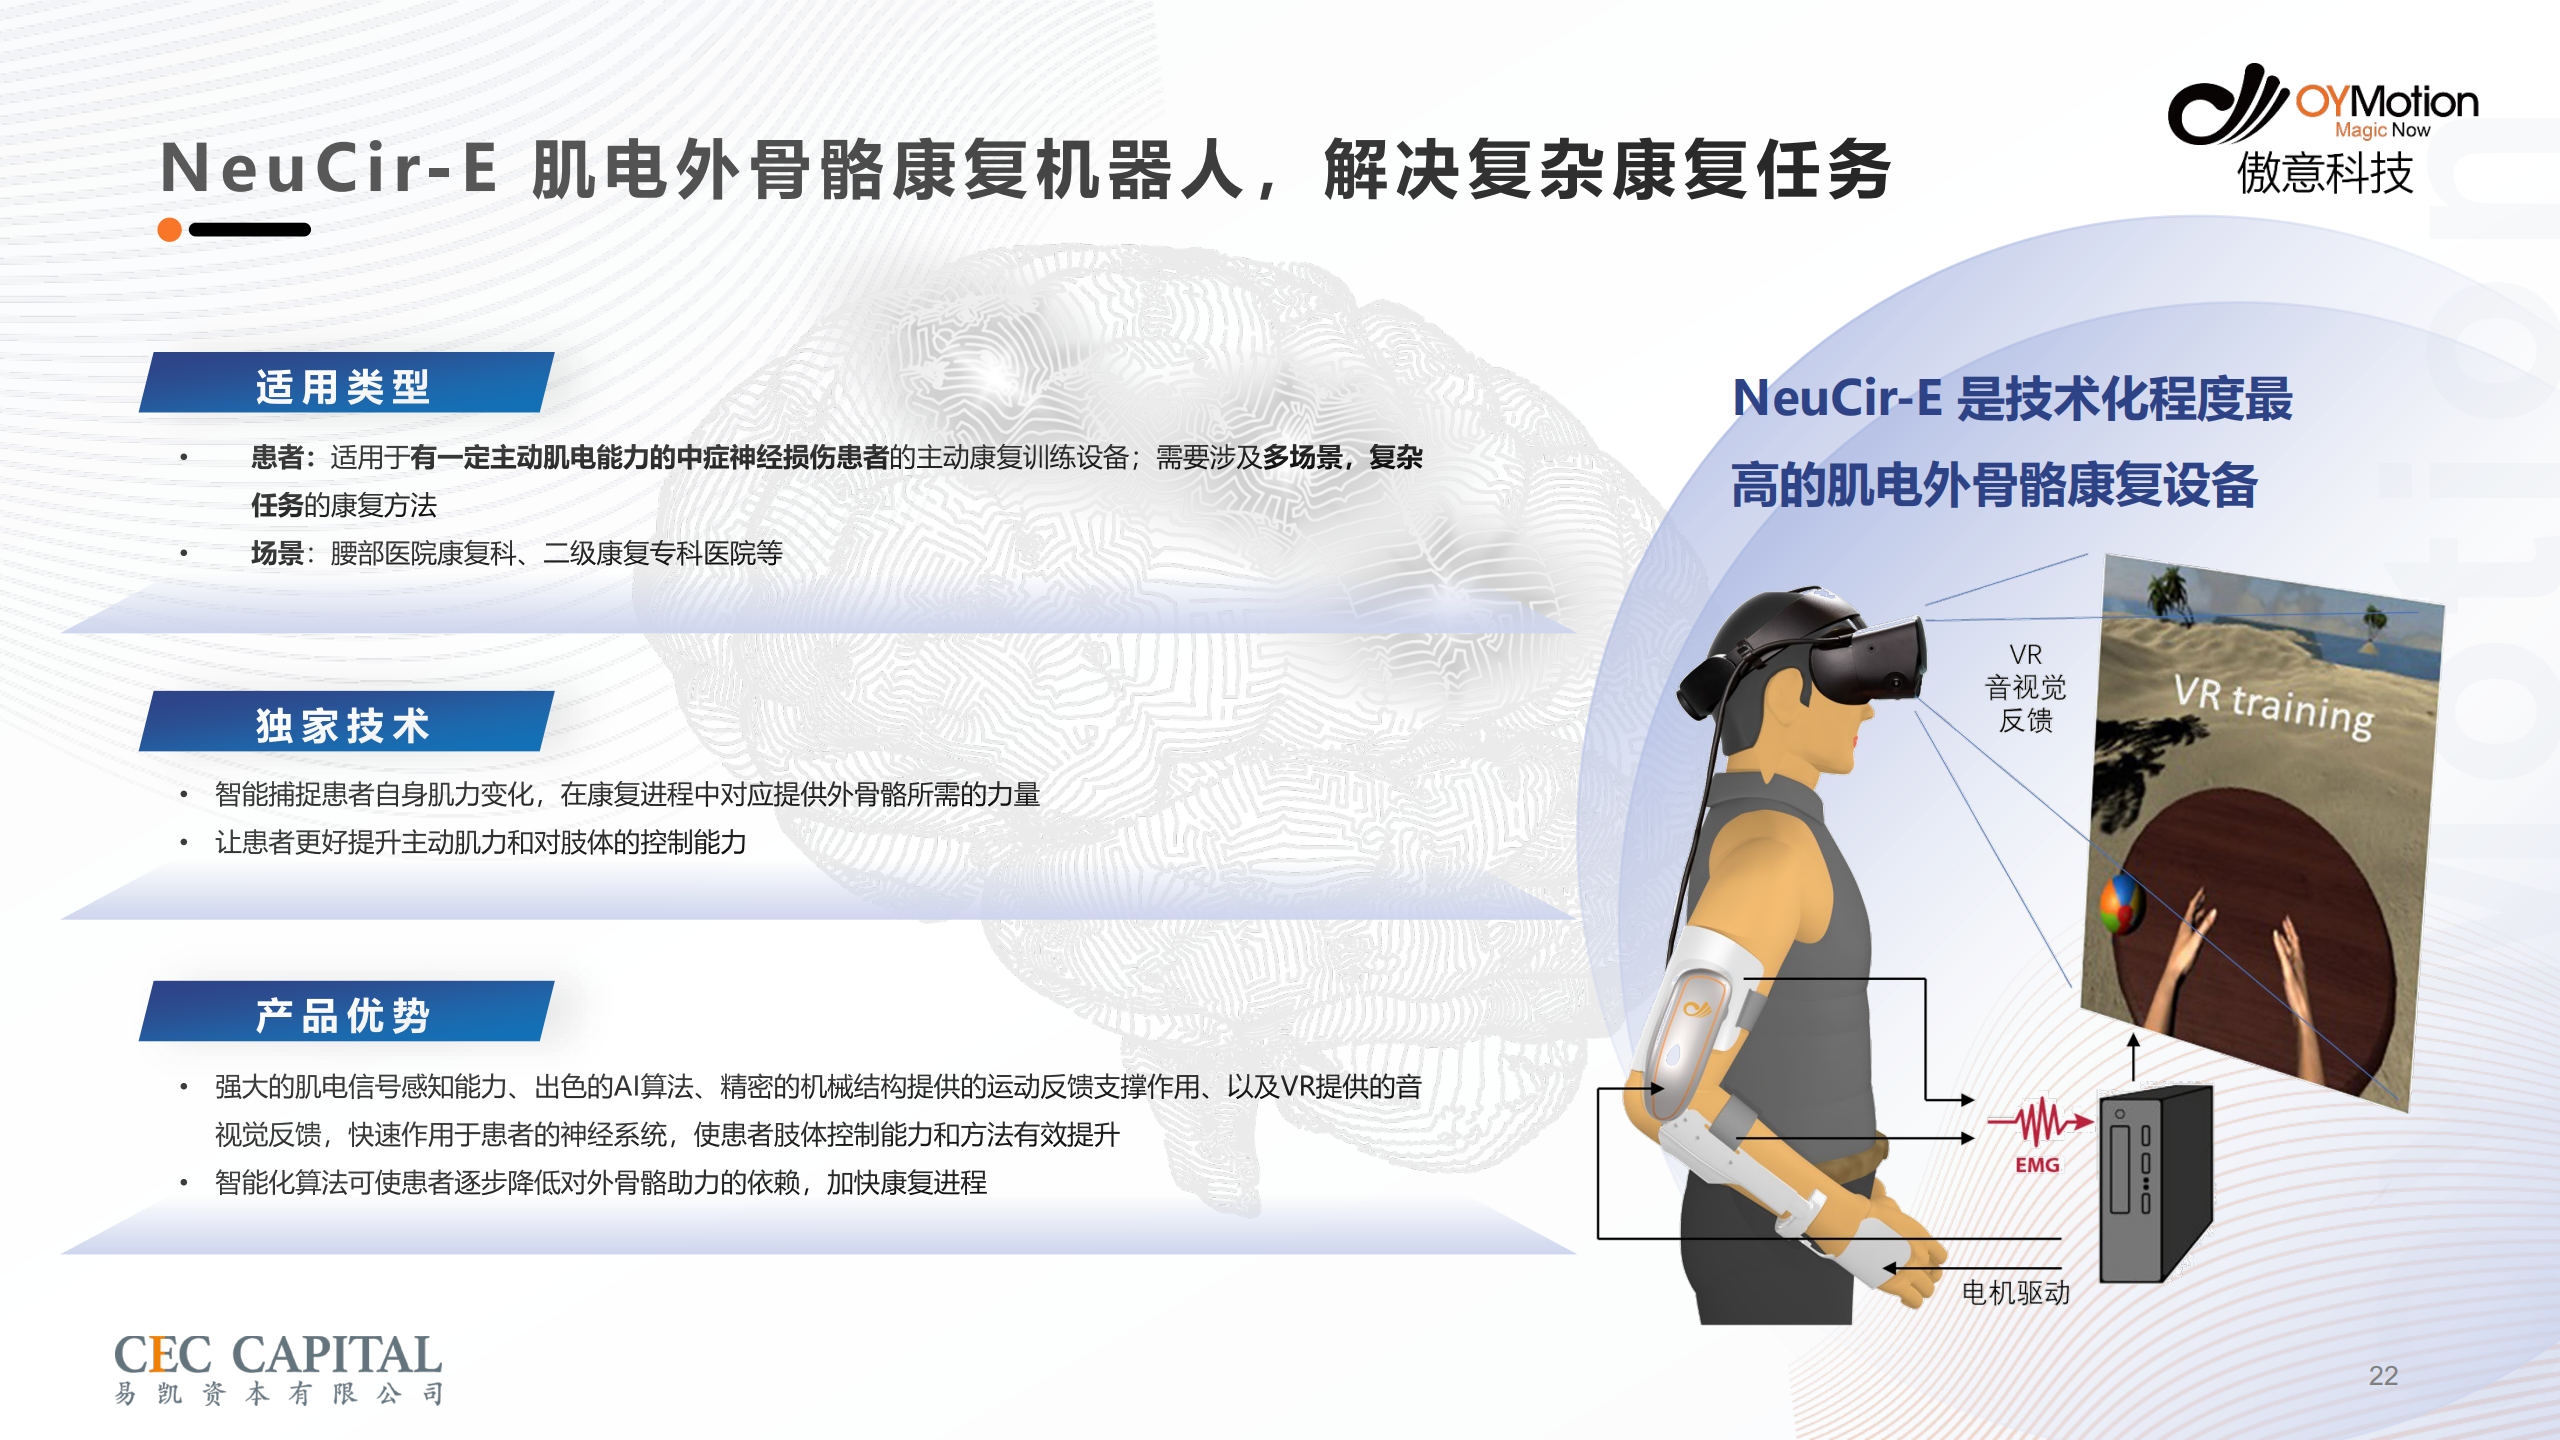 NeuCir-E 肌电外骨骼康复机器人，解决复杂康复任务
OYMotion
Magic Now
傲意科技
适用类型
• 患者：适用于有一定主动肌电能力的中症神经损伤患者的主动康复训练设备；需要涉及多场景，复杂
任务的康复方法
• 场景：腰部医院康复科、二级康复专科医院等
独家技术
• 智能捕捉患者自身肌力变化，在康复进程中对应提供外骨骼所需的力量
• 让患者更好提升主动肌力和对肢体的控制能力
产品优势
• 强大的肌电信号感知能力、出色的AI算法、精密的机械结构提供的运动反馈支撑作用、以及VR提供的音
视觉反馈，快速作用于患者的神经系统，使患者肢体控制能力和方法有效提升
• 智能化算法可使患者逐步降低对外骨骼助力的依赖，加快康复进程
NeuCir-E 是技术化程度最
高的肌电外骨骼康复设备
VR
音视觉
反馈
VR training
EMG
电机驱动
CEC CAPITAL
易凯资本有限公司
22